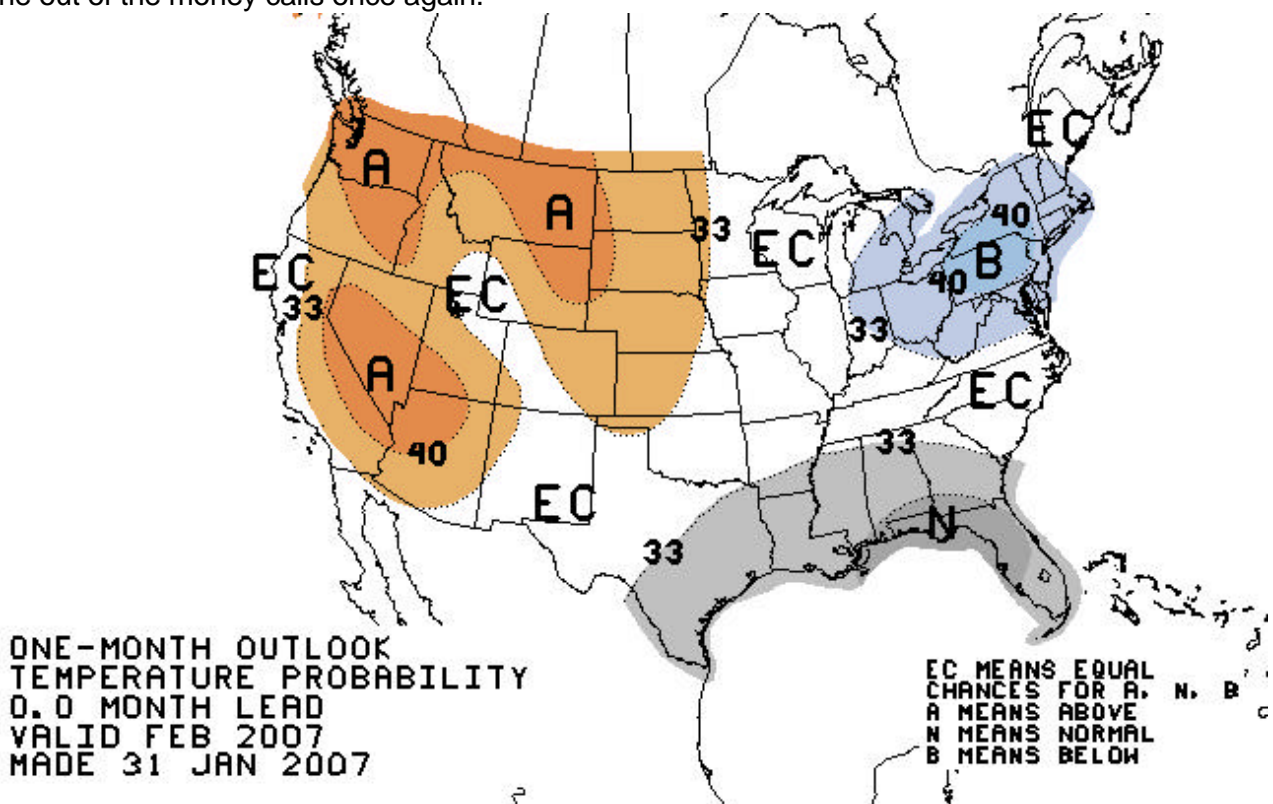 ne out of the money calls once again.
EC
A
A
40
33
EC
EC
B
40
EC
EC
33
33
A
EC
33
40
EC
N
33
ONE-MONTH OUTLOOK
TEMPERATURE PROBABILITY
0.0 MONTH LEAD
VALID FEB 2007
MADE 31 JAN 2007
EC MEANS EQUAL
CHANCES FOR A, N, B
A MEANS ABOVE
N MEANS NORMAL
B MEANS BELOW